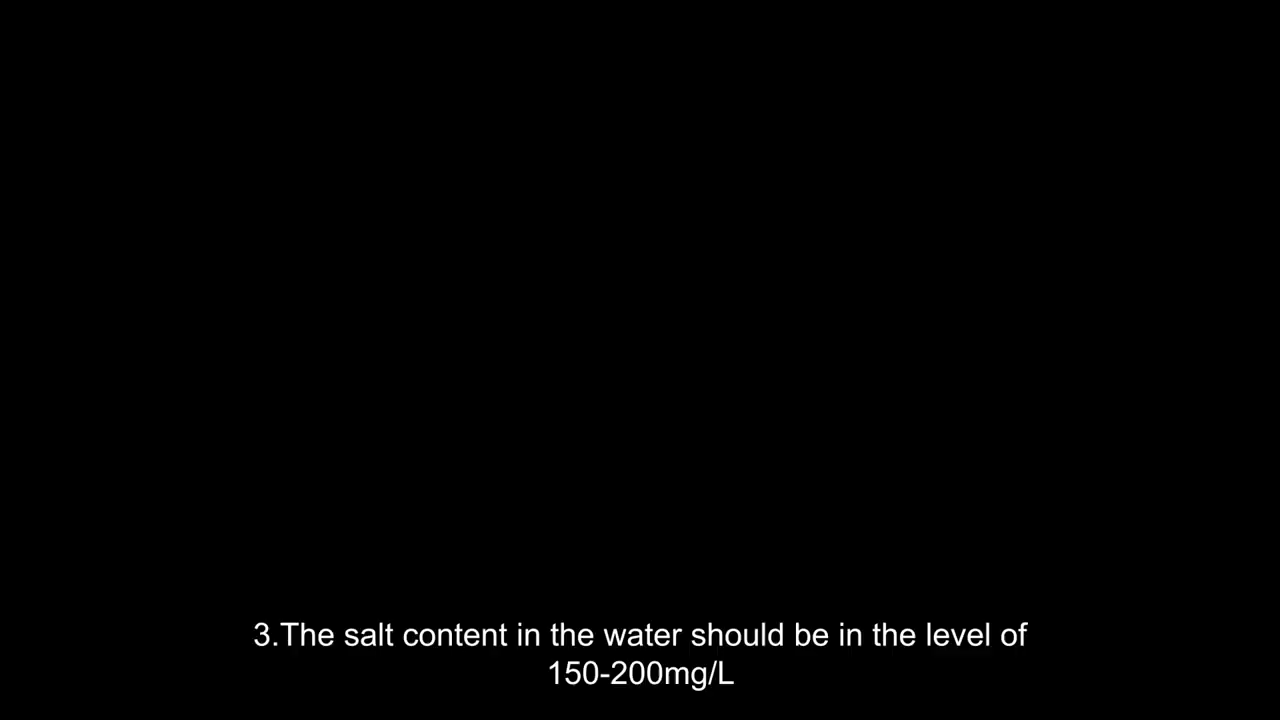 3.The salt content in the water should be in the level of
150-200mg/L